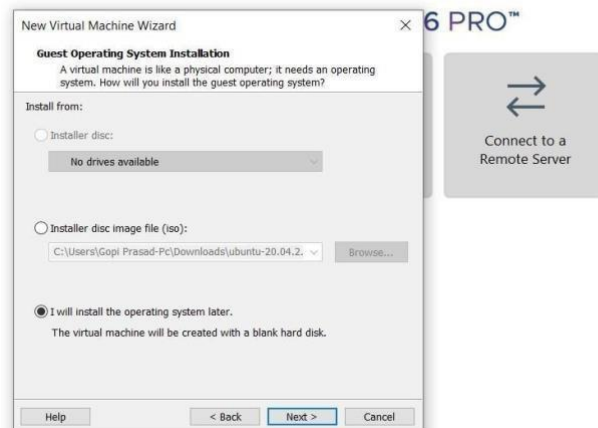 New Virtual Machine Wizard
6 PRO™
Guest Operating System Installation
A virtual machine is like a physical computer; it needs an operating
system. How will you install the guest operating system?
Install from:
Installer disc:
No drives available
Installer disc image file (iso):
C:\Users\Gopi Prasad-Pc\Downloads\ubuntu-20.04.2.
Browse...
I will install the operating system later.
The virtual machine will be created with a blank hard disk.
Help
< Back
Next >
Cancel
Connect to a
Remote Server